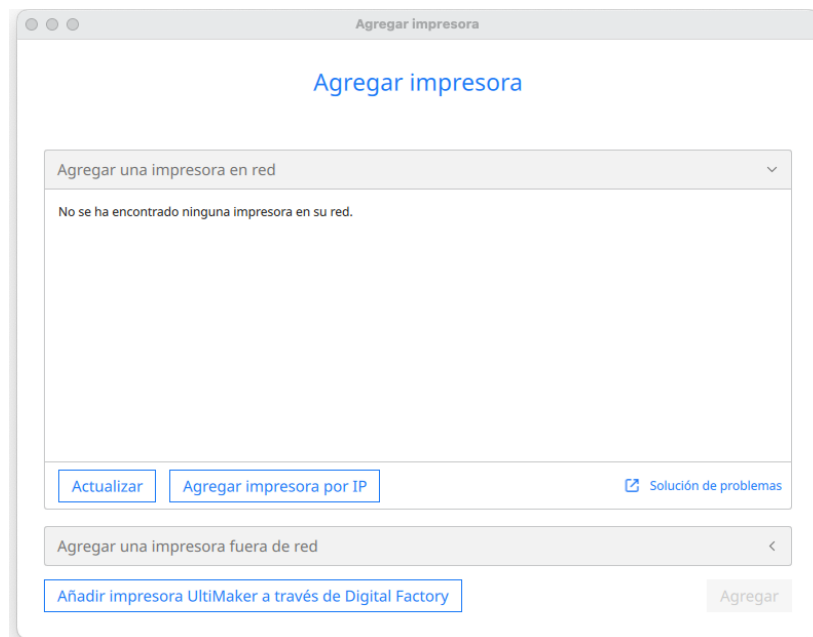 Agregar impresora
Agregar impresora
Agregar una impresora en red
No se ha encontrado ninguna impresora en su red.
Actualizar
Agregar impresora por IP
Solución de problemas
Agregar una impresora fuera de red
Añadir impresora UltiMaker a través de Digital Factory
Agregar